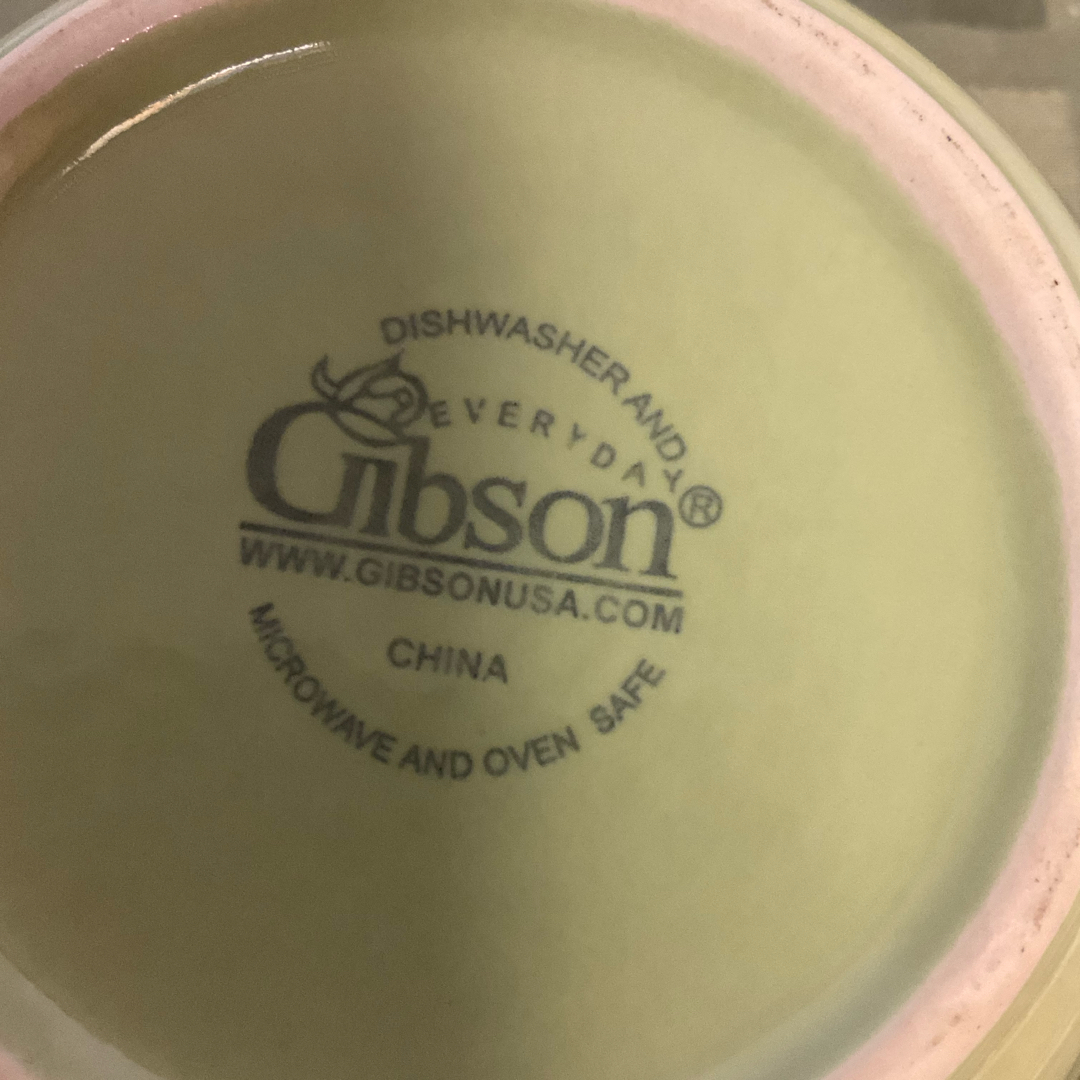 DISHWASHER AND
EVERYDAY
Gibson®
WWW.GIBSONUSA.COM
CHINA
MICROWAVE AND OVEN SAFE